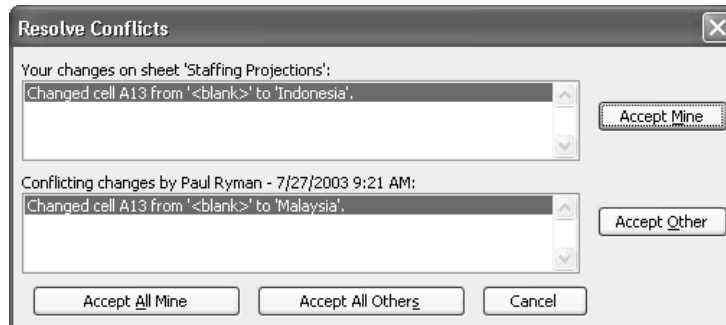 Resolve Conflicts
Your changes on sheet 'Staffing Projections':
Changed cell A13 from '<blank>' to 'Indonesia'.
Accept Mine
Conflicting changes by Paul Ryman - 7/27/2003 9:21 AM:
Changed cell A13 from '<blank>' to 'Malaysia'.
Accept Other
Accept All Mine
Accept All Others
Cancel